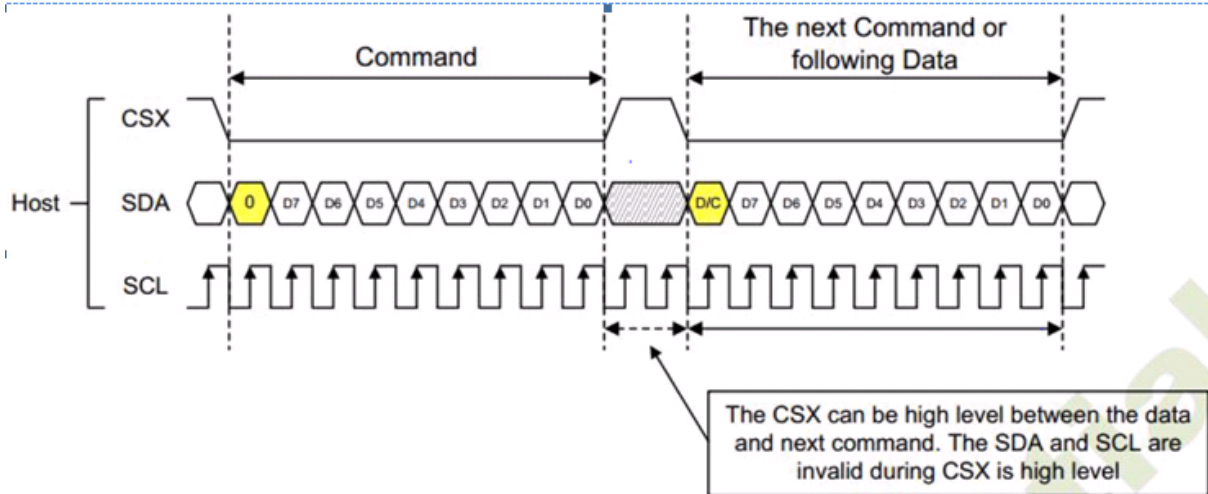 The next Command or
Command
following Data
CSX
Host
SDA
0 D7 D6 D5 D4 D3 D2 D1 D0
D/C D7 D6 D5 D4 D3 D2 D1 D0
SCL
The CSX can be high level between the data
and next command. The SDA and SCL are
invalid during CSX is high level